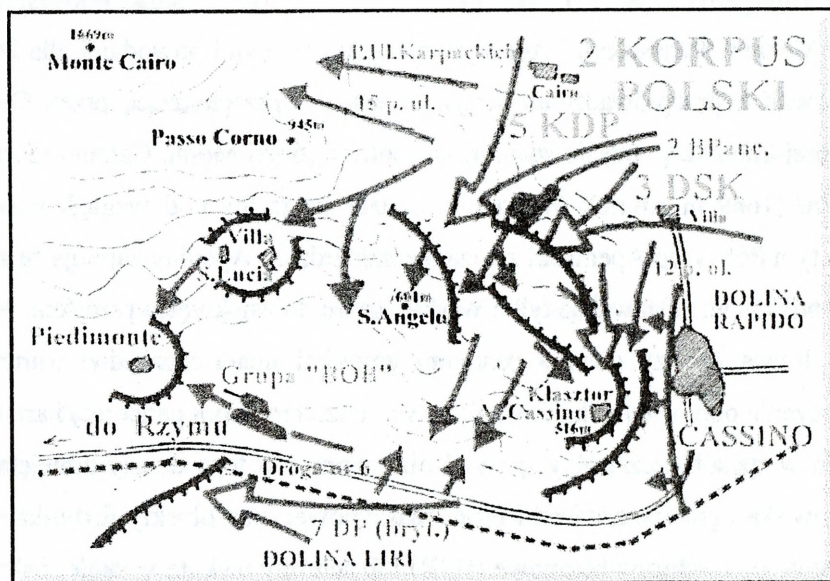 1669m
Monte Cairo
P.Ul.Karpackich
15 p. ul.
Cairo
2 KORPUS
POLSKI
5 KDP
945m
Passo Corno
2 BPanc.
3 DSK
Villa
Villa
S.Lucia
601m
S.Angelo
12 p. ul.
DOLINA
RAPIDO
Piedimonte
Grupa "BOB"
Klasztor
M.Cassino
516m
do Rzymu
CASSINO
Droga nr 6
7 DP (bryt.)
DOLINA LIRI